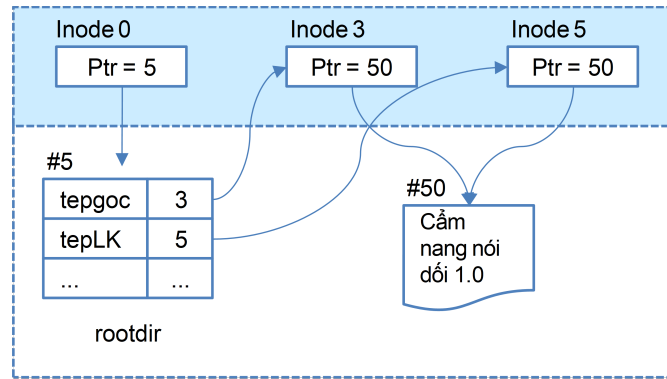 Inode 0
Inode 3
Inode 5
Ptr = 5
Ptr = 50
Ptr = 50
#5
tepgoc 3
tepLK 5
... ...
rootdir
#50
Cẩm
nang nói
dối 1.0